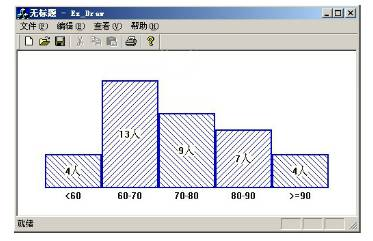 无标题 - Ex_Draw
文件(F) 编辑(E) 查看(V) 帮助(H)
13人
9人
7人
4人 4人
<60 60-70 70-80 80-90 >=90
就绪